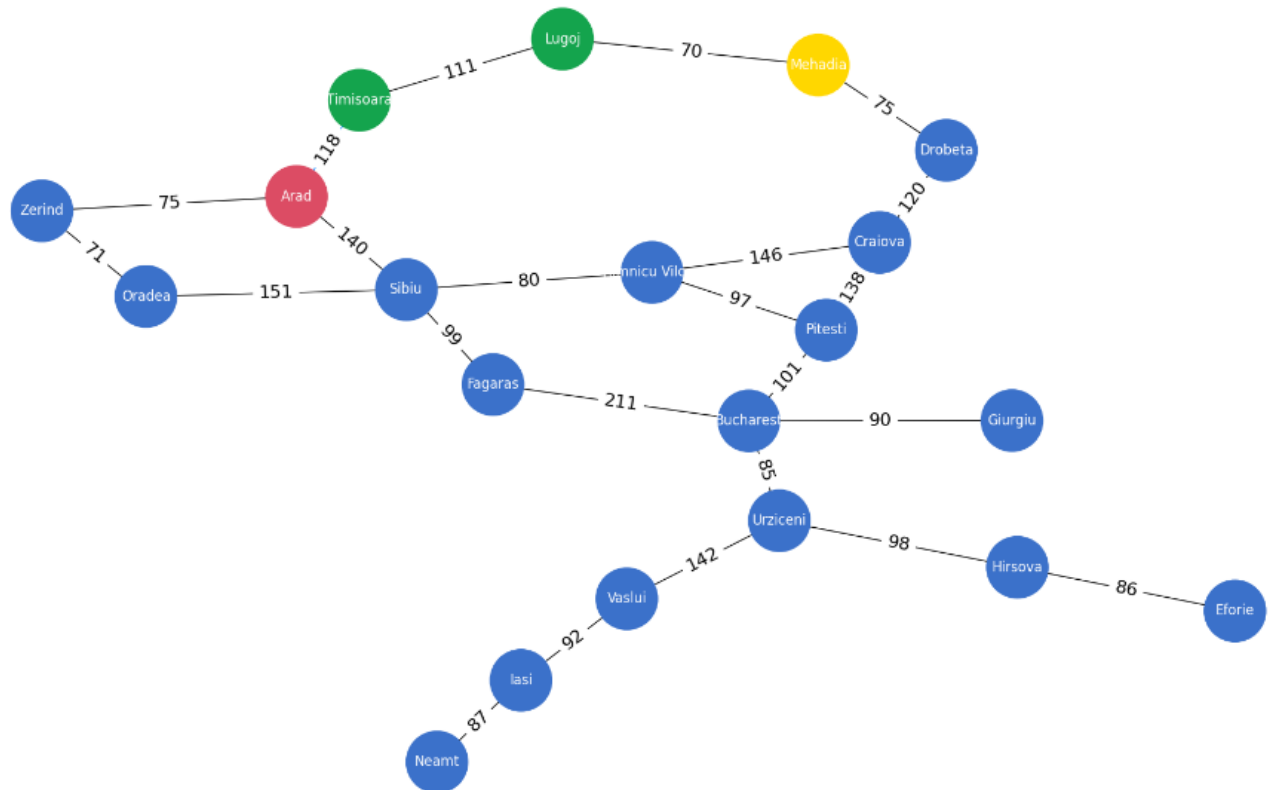 Lugoj
70
Mehadia
111
Timisoara
75
118
Drobeta
Arad
120
Zerind
75
140
Craiova
71
146
mnicu Vilc
80
138
Sibiu
151
Oradea
97
Pitesti
99
101
Fagaras
211
Bucharest
90
Giurgiu
85
Urziceni
98
142
Hirsova
86
Vaslui
Eforie
92
Iasi
87
Neamt